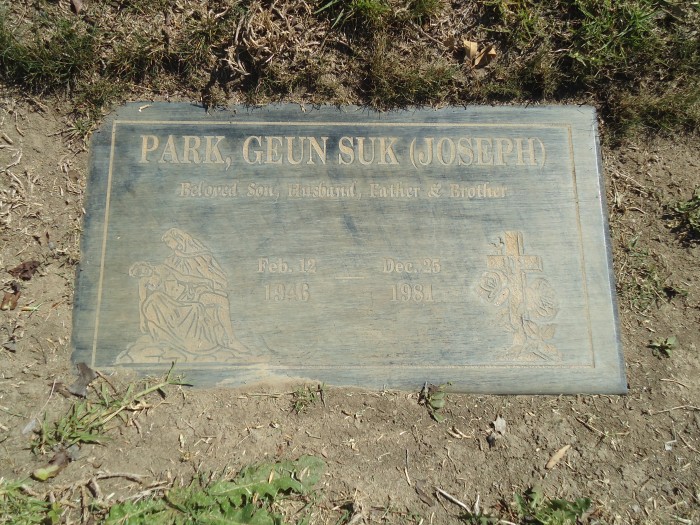 PARK, GEUN SUK (JOSEPH)
Beloved Son, Husband, Father & Brother
Feb. 12 — Dec. 25
1946 1981